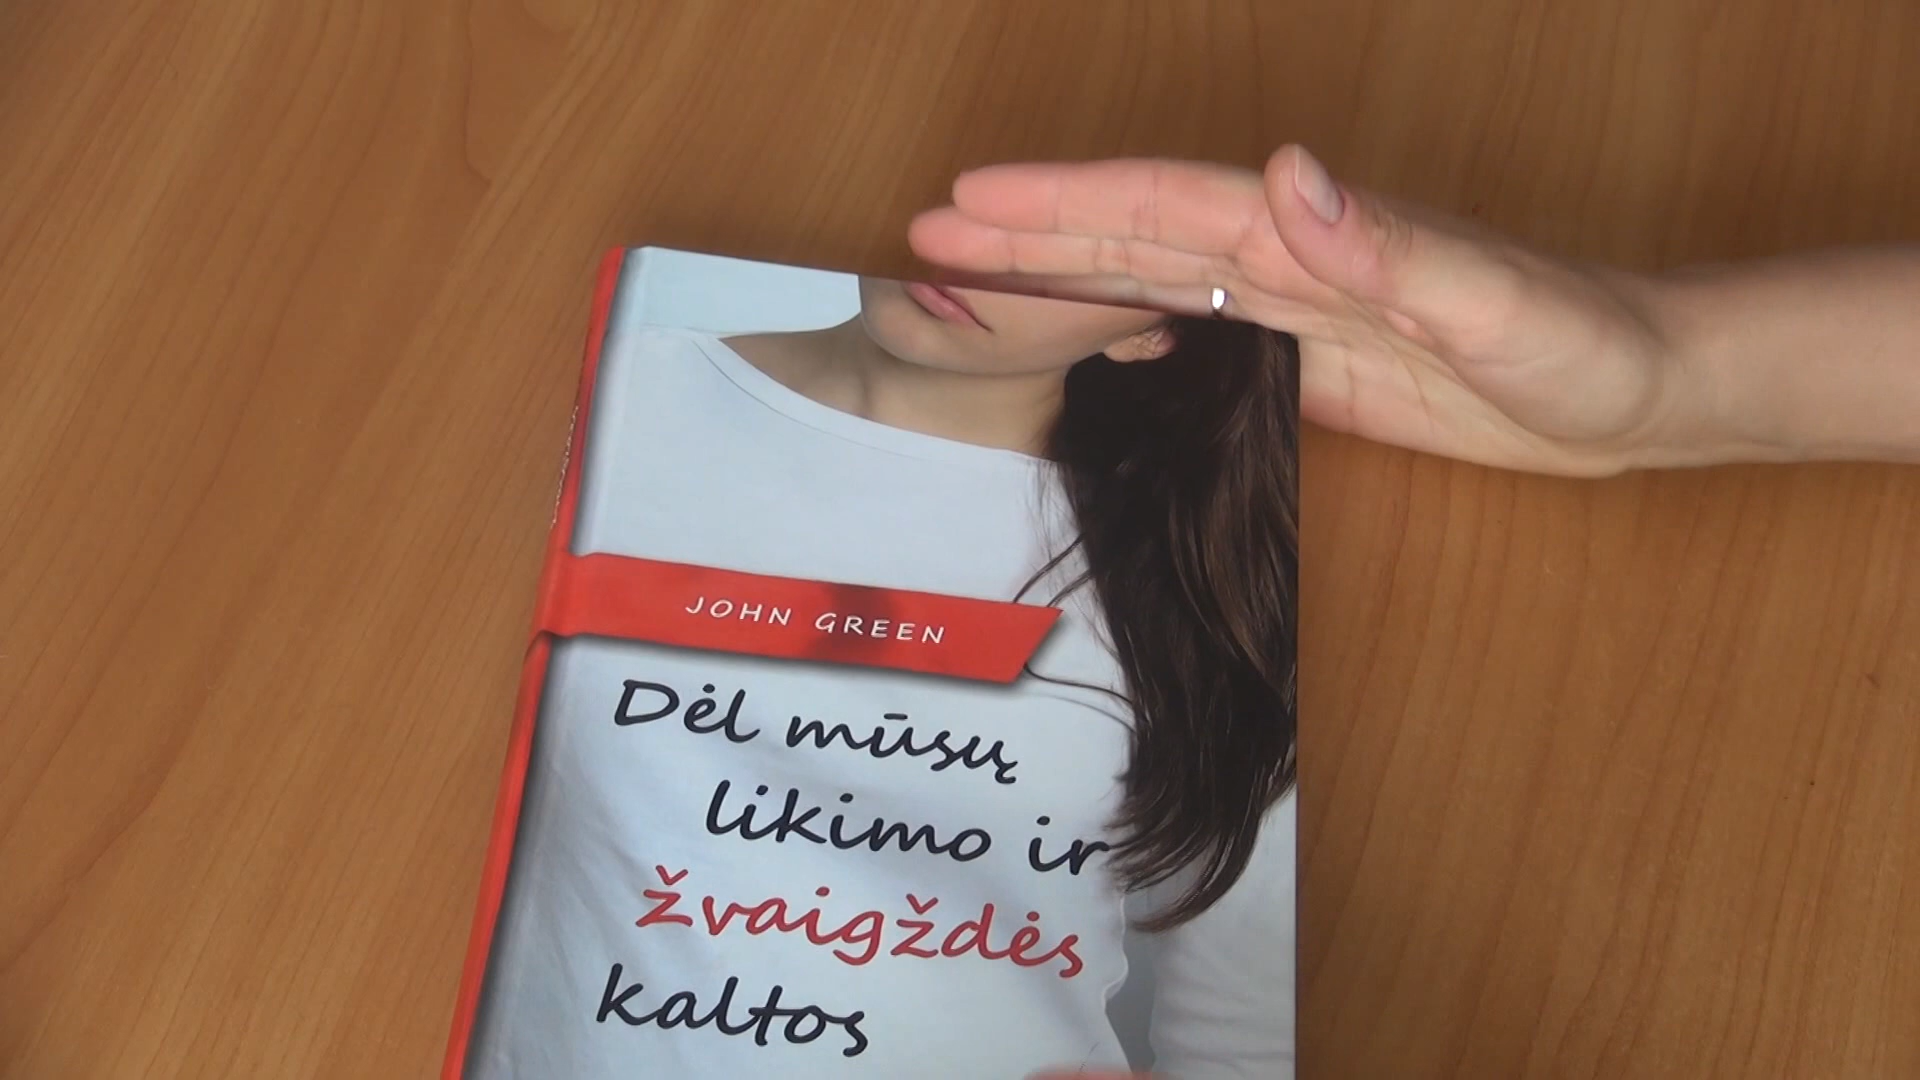 JOHN GREEN
Dėl mūsų
likimo ir
žvaigždės
kaltos